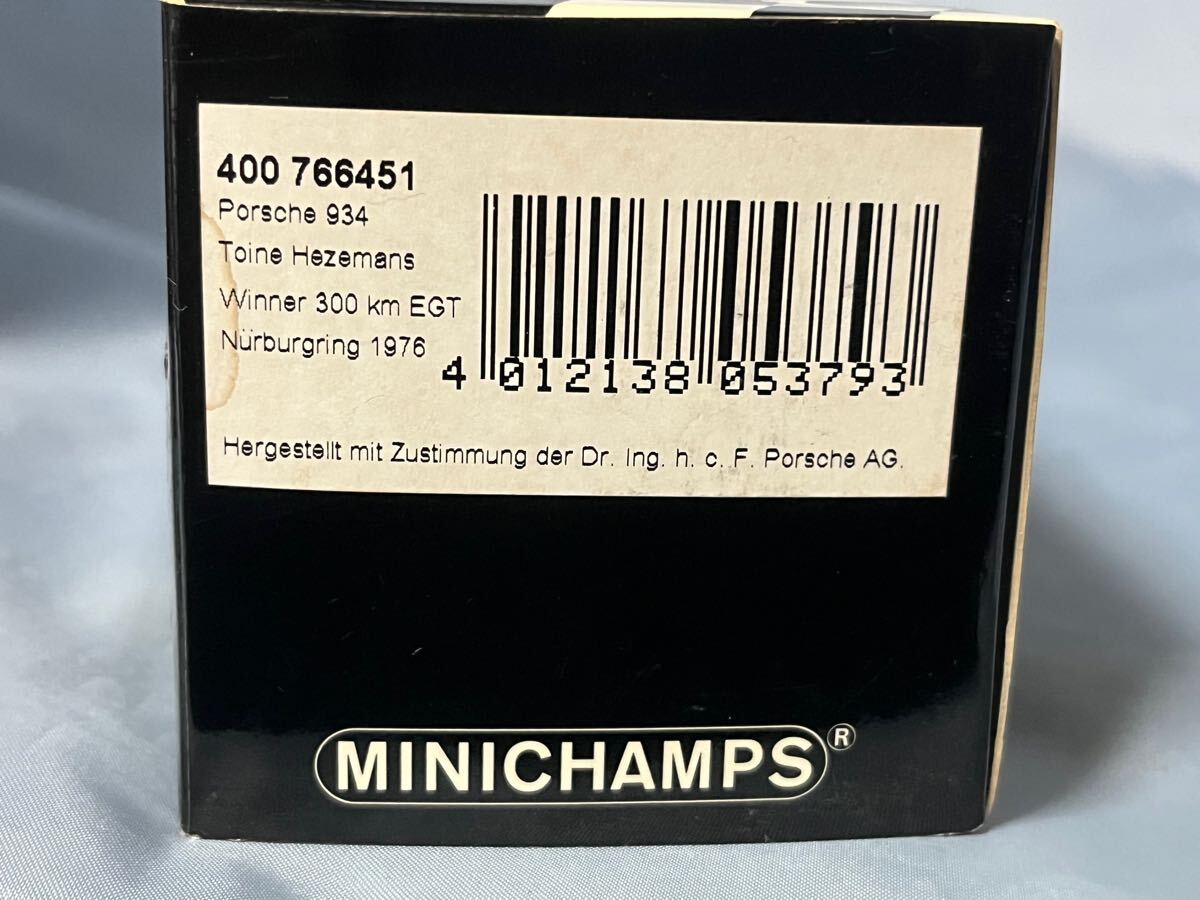 400 766451
Porsche 934
Toine Hezemans
Winner 300 km EGT
Nürburgring 1976
4 012138 053793
Hergestellt mit Zustimmung der Dr. Ing. h. c. F. Porsche AG.
MINICHAMPS®